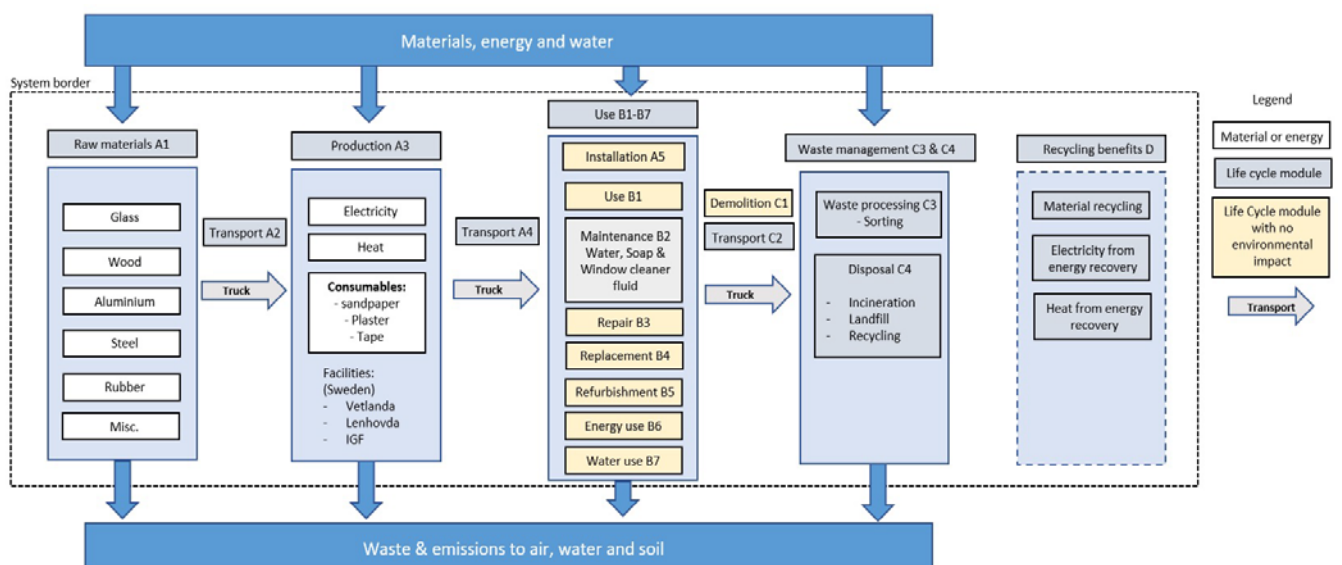 Materials, energy and water
System border
Raw materials A1
Glass
Wood
Aluminium
Steel
Rubber
Misc.
Transport A2
Truck
Production A3
Electricity
Heat
Consumables:
- sandpaper
- Plaster
- Tape
Facilities:
(Sweden)
- Vetlanda
- Lenhovda
- IGF
Transport A4
Truck
Use B1-B7
Installation A5
Use B1
Maintenance B2
Water, Soap &
Window cleaner
fluid
Repair B3
Replacement B4
Refurbishment B5
Energy use B6
Water use B7
Demolition C1
Transport C2
Truck
Waste management C3 & C4
Waste processing C3
- Sorting
Disposal C4
- Incineration
- Landfill
- Recycling
Recycling benefits D
Material recycling
Electricity from
energy recovery
Heat from energy
recovery
Legend
Material or energy
Life cycle module
Life Cycle module
with no
environmental
impact
Transport
Waste & emissions to air, water and soil